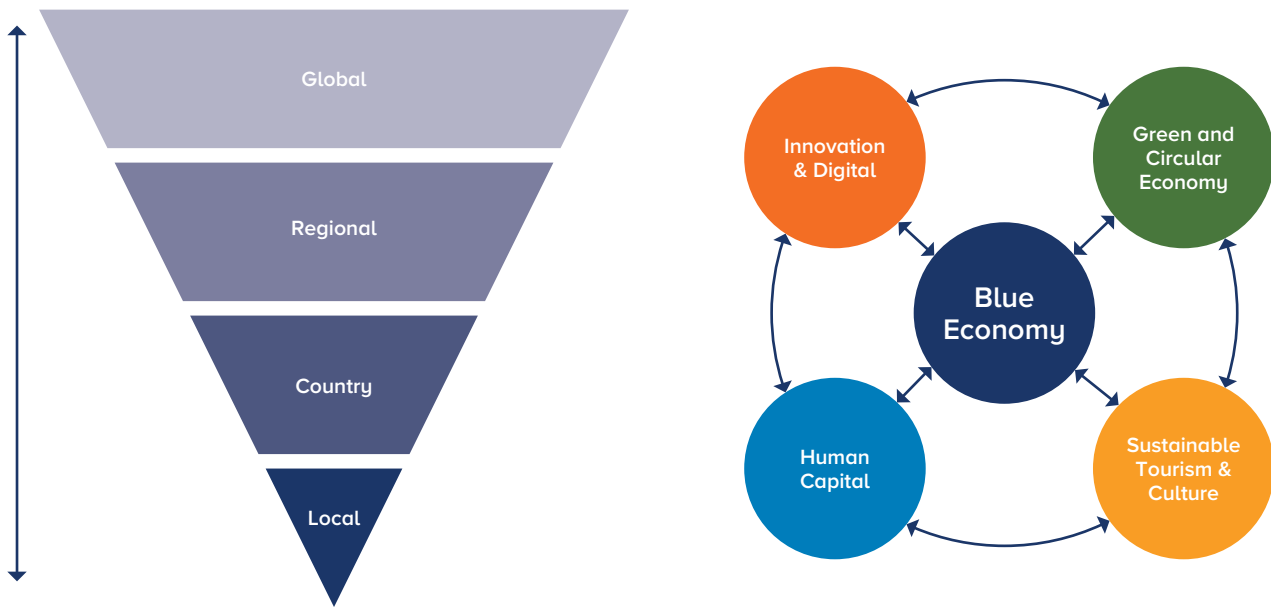 Global
Regional
Country
Local
Innovation
& Digital
Green and
Circular
Economy
Blue
Economy
Human
Capital
Sustainable
Tourism &
Culture